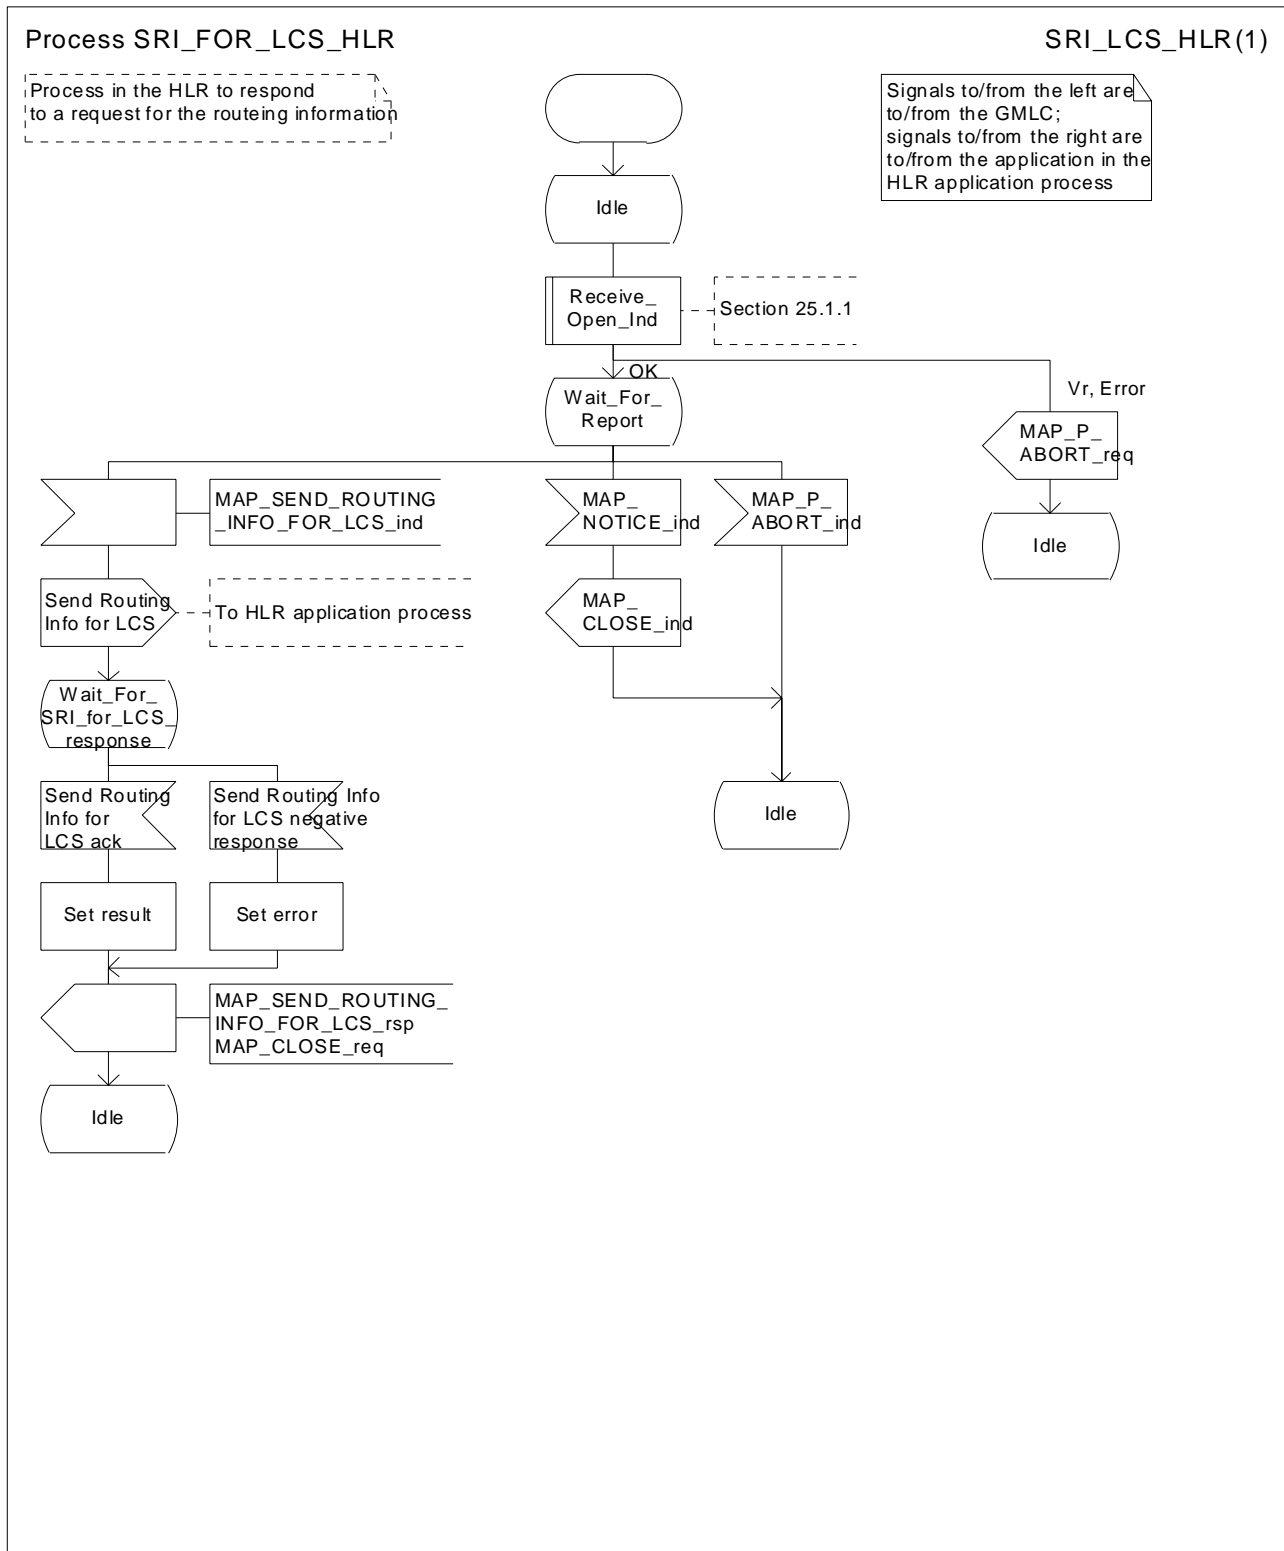 Process SRI_FOR_LCS_HLR
SRI_LCS_HLR(1)
Process in the HLR to respond
to a request for the routeing information
Signals to/from the left are
to/from the GMLC;
signals to/from the right are
to/from the application in the
HLR application process
Idle
Receive_
Open_Ind
Section 25.1.1
OK
Vr, Error
Wait_For_
Report
MAP_P_
ABORT_req
Idle
MAP_SEND_ROUTING
_INFO_FOR_LCS_ind
MAP_
NOTICE_ind
MAP_P_
ABORT_ind
Send Routing
Info for LCS
To HLR application process
MAP_
CLOSE_ind
Wait_For_
SRI_for_LCS_
response
Send Routing
Info for
LCS ack
Send Routing Info
for LCS negative
response
Idle
Set result
Set error
MAP_SEND_ROUTING_
INFO_FOR_LCS_rsp
MAP_CLOSE_req
Idle